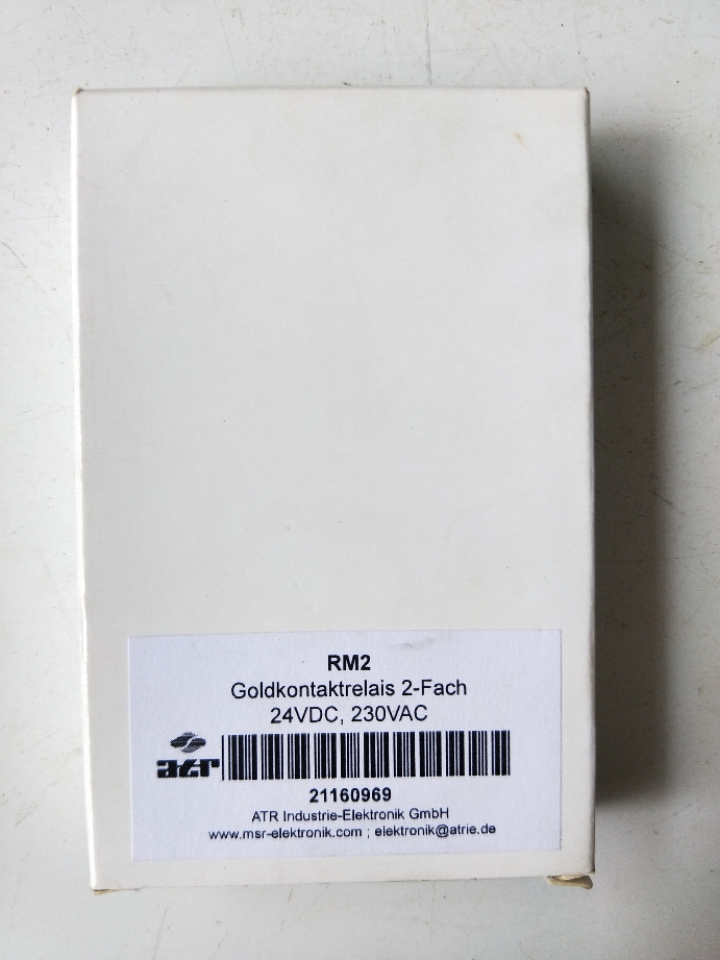 RM2
Goldkontaktrelais 2-Fach
24VDC, 230VAC
atr
21160969
ATR Industrie-Elektronik GmbH
www.msr-elektronik.com ; elektronik@atrie.de